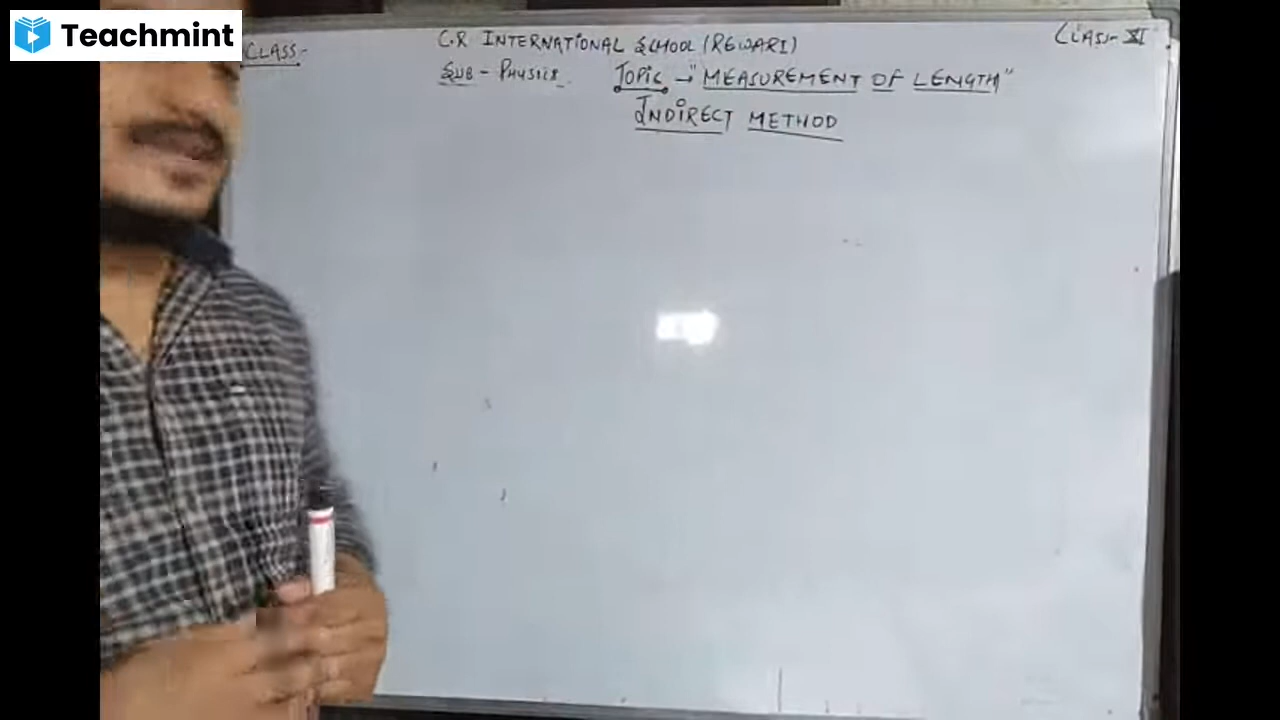 Teachmint
CLASS:-
C.R INTERNATIONAL SCHOOL (REWARI)
CLASS- XI
SUB - PHYSICS. TOPIC → "MEASUREMENT OF LENGTH"
INDIRECT METHOD